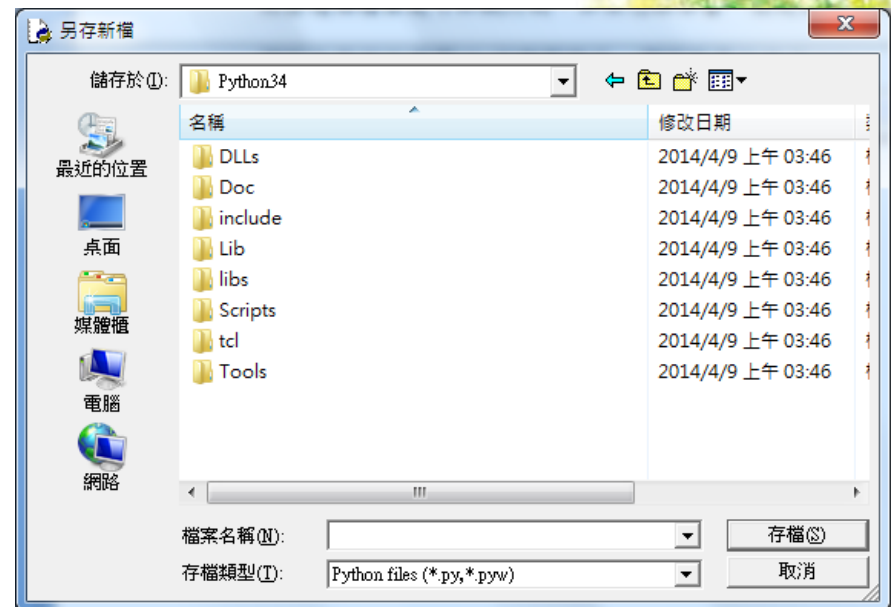 另存新檔
儲存於(I): Python34
名稱 修改日期
DLLs 2014/4/9 上午 03:46
Doc 2014/4/9 上午 03:46
include 2014/4/9 上午 03:46
Lib 2014/4/9 上午 03:46
libs 2014/4/9 上午 03:46
Scripts 2014/4/9 上午 03:46
tcl 2014/4/9 上午 03:46
Tools 2014/4/9 上午 03:46
最近的位置
桌面
媒體櫃
電腦
網路
檔案名稱(N): 存檔(S)
存檔類型(T): Python files (*.py,*.pyw) 取消